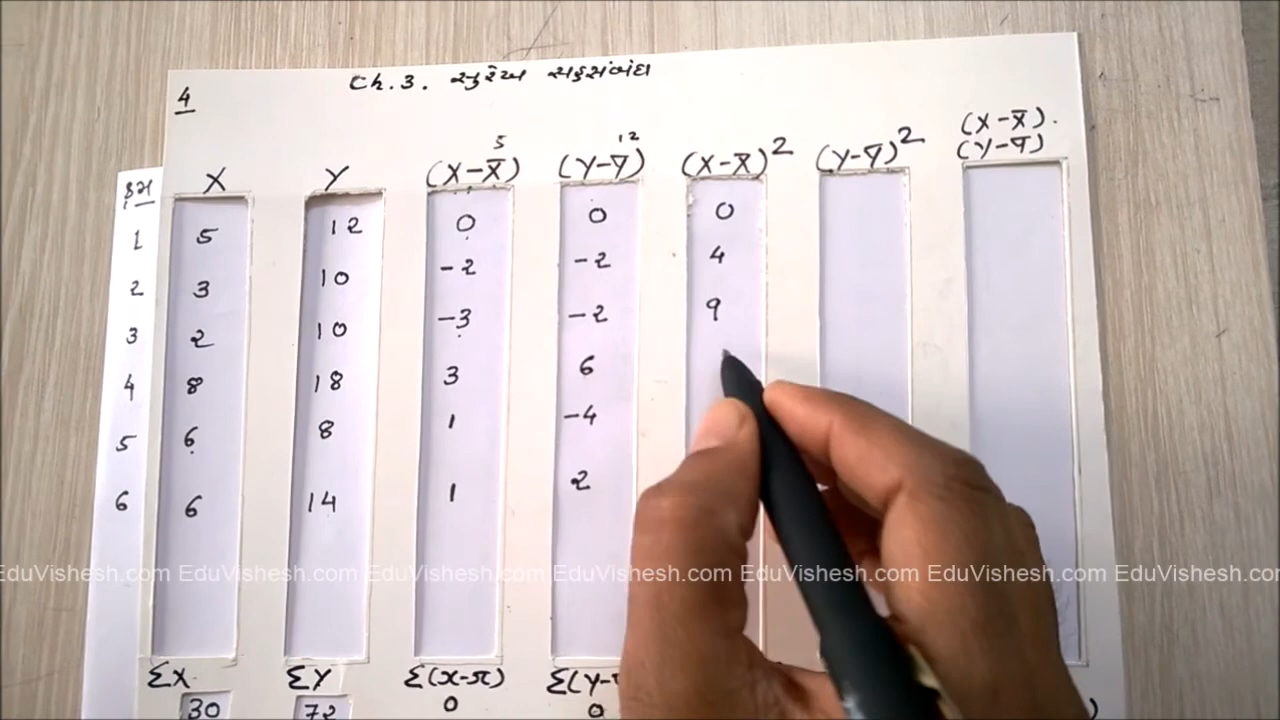 Ch. 3. સુરેખ સહસંબંધ
4
5 12
ક્રમ X Y (X-X̄) (Y-Ȳ) (X-X̄)² (Y-Ȳ)² (X-X̄).(Y-Ȳ)
1 5 12 0 0 0
2 3 10 -2 -2 4
3 2 10 -3 -2 9
4 8 18 3 6
5 6 8 1 -4
6 6 14 1 2
EduVishesh.com EduVishesh.com EduVishesh.com EduVishesh.com EduVishesh.com EduVishesh.com EduVishesh.com
ΣX ΣY Σ(x-x̄) Σ(y-
30 72 0 0